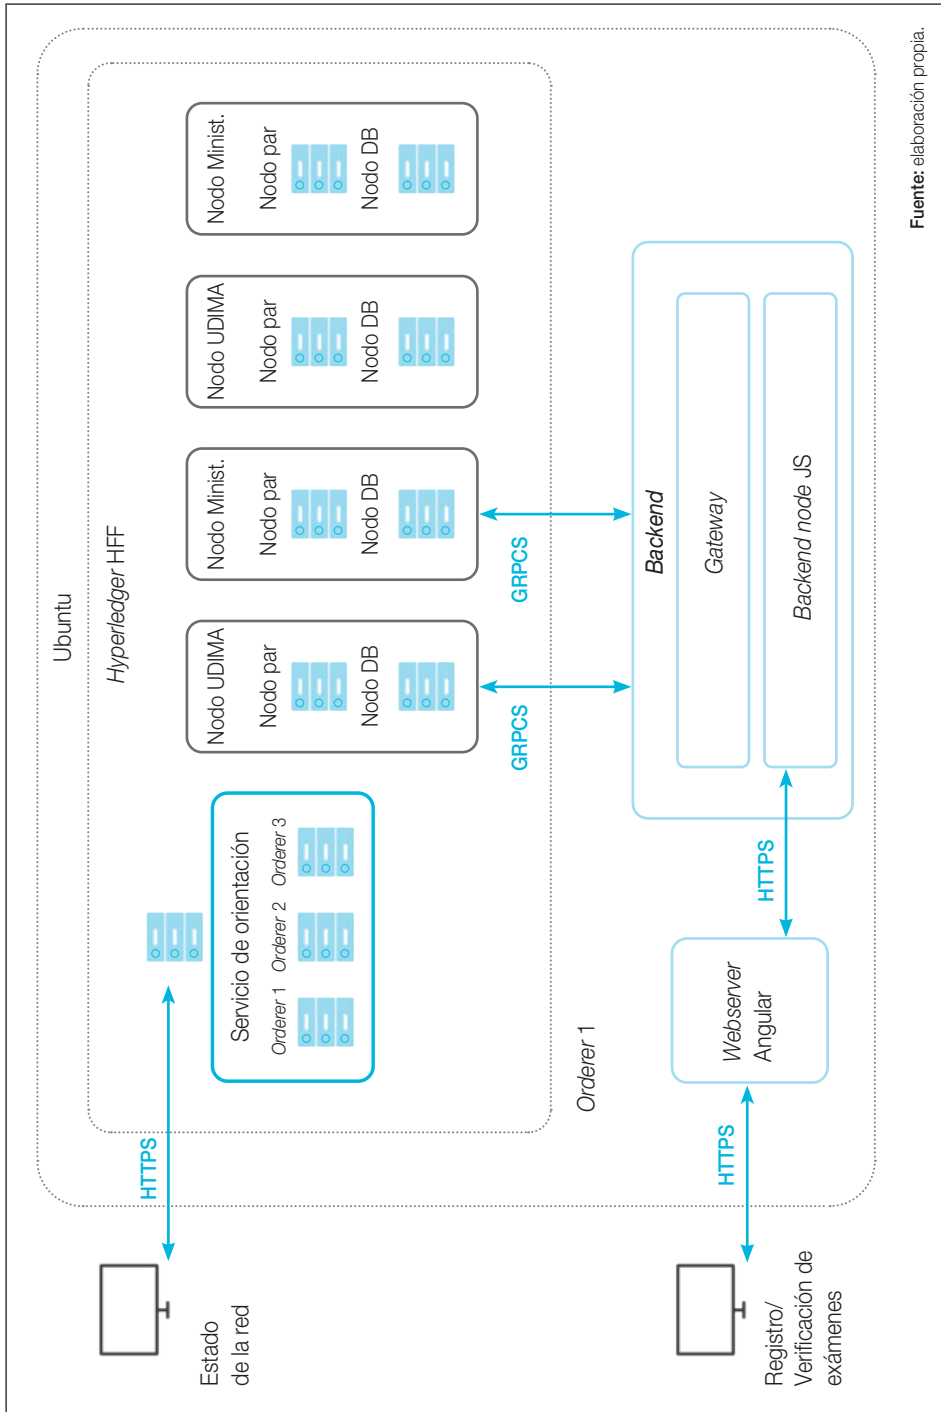 Ubuntu
Hyperledger HFF
Estado
de la red
HTTPS
Servicio de orientación
Orderer 1
Orderer 2
Orderer 3
Nodo UDIMA
Nodo par
Nodo DB
Nodo Minist.
Nodo par
Nodo DB
Nodo UDIMA
Nodo par
Nodo DB
Nodo Minist.
Nodo par
Nodo DB
Orderer 1
GRPCS
GRPCS
Registro/
Verificación de
exámenes
HTTPS
Webserver
Angular
HTTPS
Backend
Gateway
Backend node JS
Fuente: elaboración propia.